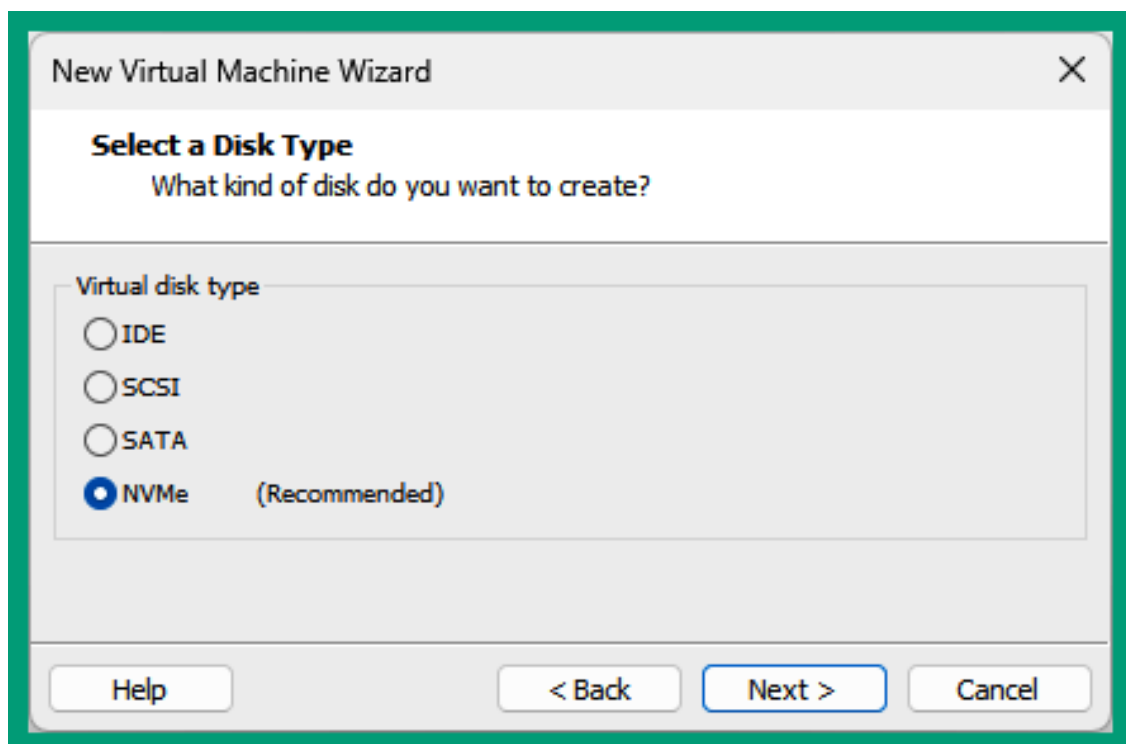 New Virtual Machine Wizard
Select a Disk Type
What kind of disk do you want to create?
Virtual disk type
IDE
SCSI
SATA
NVMe (Recommended)
Help < Back Next > Cancel